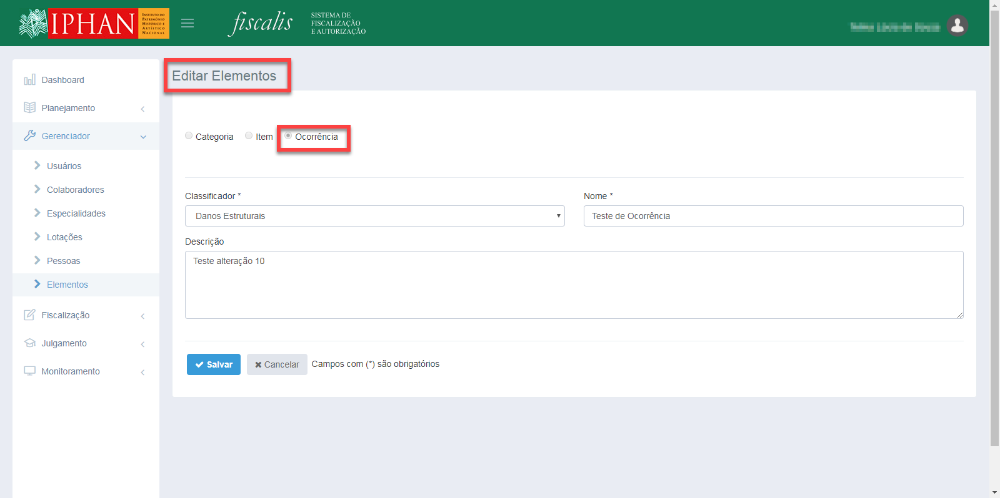 IPHAN
INSTITUTO DO
PATRIMÔNIO
HISTÓRICO E
ARTÍSTICO
NACIONAL
fiscalis
SISTEMA DE
FISCALIZAÇÃO
E AUTORIZAÇÃO
Dashboard
Planejamento
Gerenciador
Usuários
Colaboradores
Especialidades
Lotações
Pessoas
Elementos
Fiscalização
Julgamento
Monitoramento
Editar Elementos
Categoria Item Ocorrência
Classificador * Nome *
Danos Estruturais Teste de Ocorrência
Descrição
Teste alteração 10
Salvar Cancelar Campos com (*) são obrigatórios